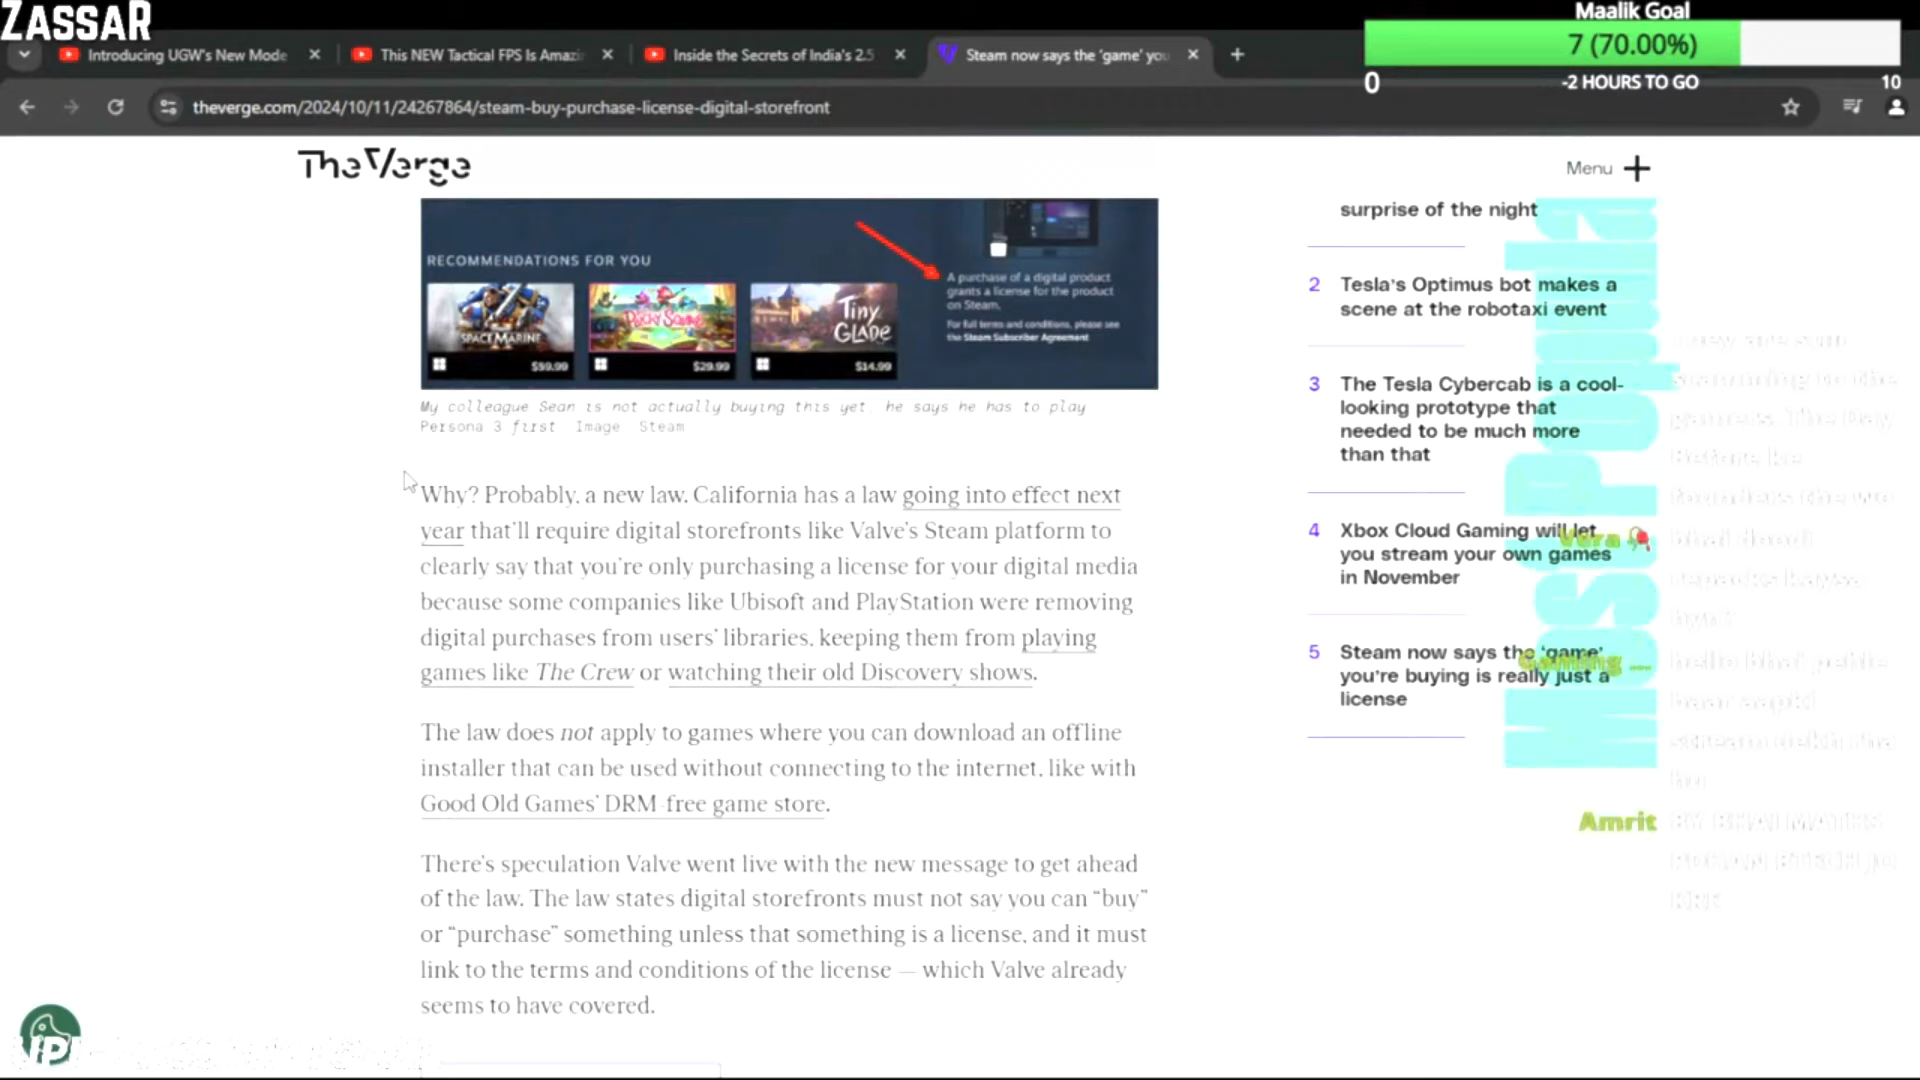 ZASSAR
Maalik Goal
7 (70.00%)
0
-2 HOURS TO GO
10
Introducing UGW's New Mode
This NEW Tactical FPS Is Amazi
Inside the Secrets of India's 2.5
Steam now says the 'game' you
theverge.com/2024/10/11/24267864/steam-buy-purchase-license-digital-storefront
The Verge
Menu
RECOMMENDATIONS FOR YOU
SPACE MARINE
Tiny
GLADE
$59.99
$29.99
$14.99
A purchase of a digital product
grants a license for the product
on Steam.
For full terms and conditions, please see
the Steam Subscriber Agreement
My colleague Sean is not actually buying this yet he says he has to play
Persona 3 first Image Steam
Why? Probably, a new law. California has a law going into effect next
year that'll require digital storefronts like Valve's Steam platform to
clearly say that you're only purchasing a license for your digital media
because some companies like Ubisoft and PlayStation were removing
digital purchases from users' libraries, keeping them from playing
games like The Crew or watching their old Discovery shows.
The law does not apply to games where you can download an offline
installer that can be used without connecting to the internet, like with
Good Old Games' DRM-free game store.
There's speculation Valve went live with the new message to get ahead
of the law. The law states digital storefronts must not say you can “buy”
or “purchase” something unless that something is a license, and it must
link to the terms and conditions of the license — which Valve already
seems to have covered.
Most Popular
surprise of the night
2 Tesla's Optimus bot makes a
scene at the robotaxi event
3 The Tesla Cybercab is a cool-
looking prototype that
needed to be much more
than that
4 Xbox Cloud Gaming will let
you stream your own games
in November
5 Steam now says the 'game'
you're buying is really just a
license
Vera
Gaming ...
hello bhai pehle
baar aapki
Amrit